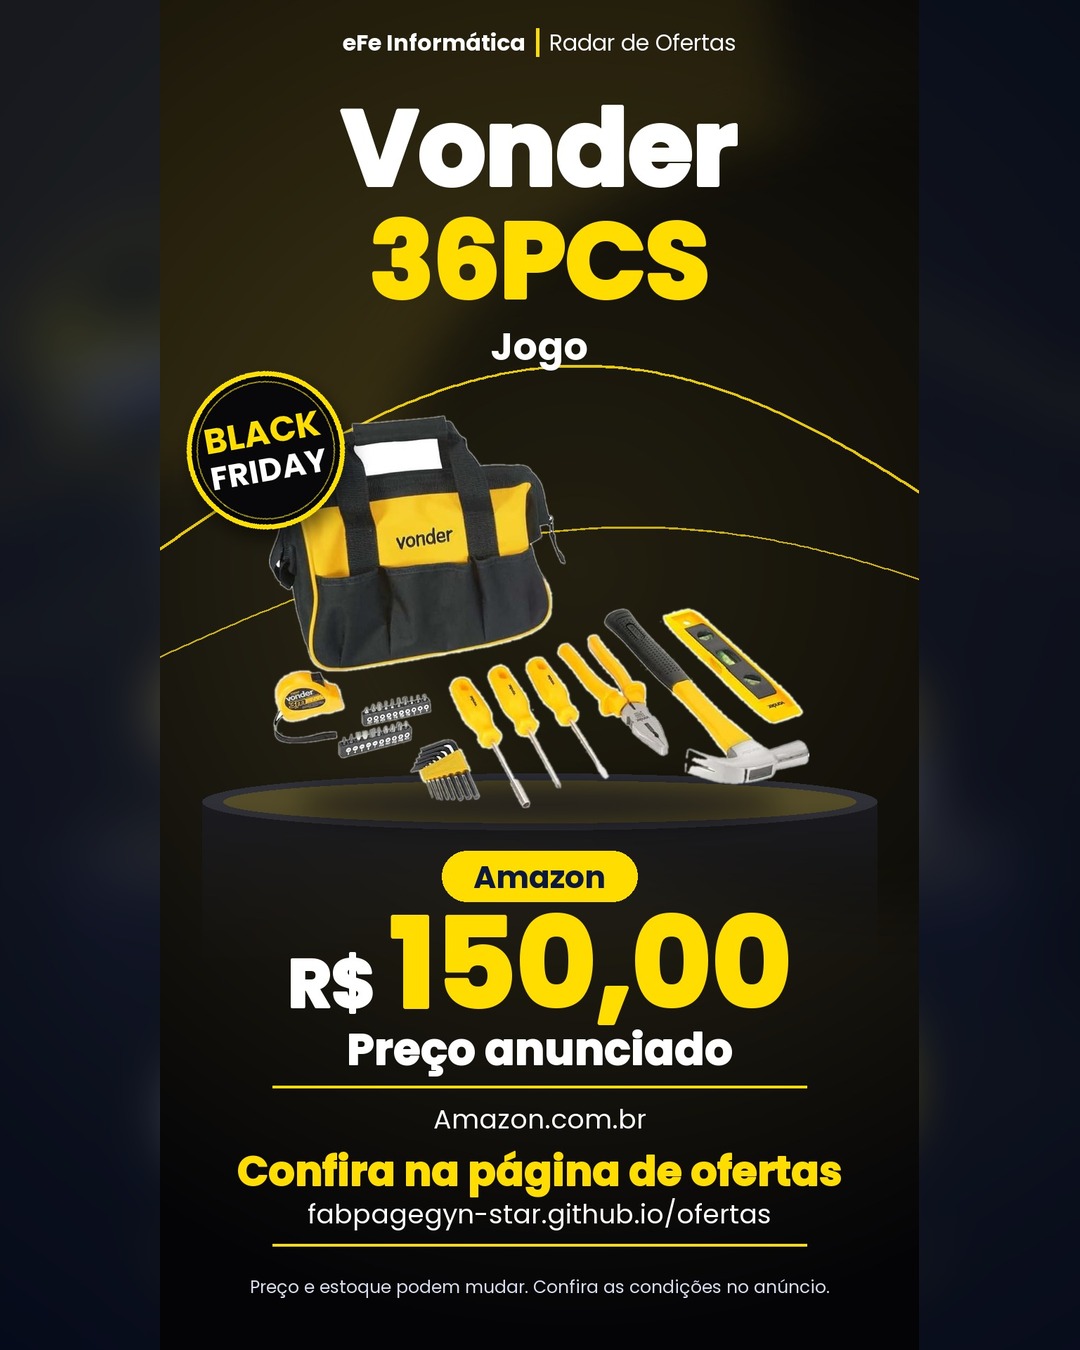 eFe Informática | Radar de Ofertas
Vonder
36PCS
Jogo
BLACK
FRIDAY
vonder
vonder
vonder
Amazon
R$ 150,00
Preço anunciado
Amazon.com.br
Confira na página de ofertas
fabpagegyn-star.github.io/ofertas
Preço e estoque podem mudar. Confira as condições no anúncio.